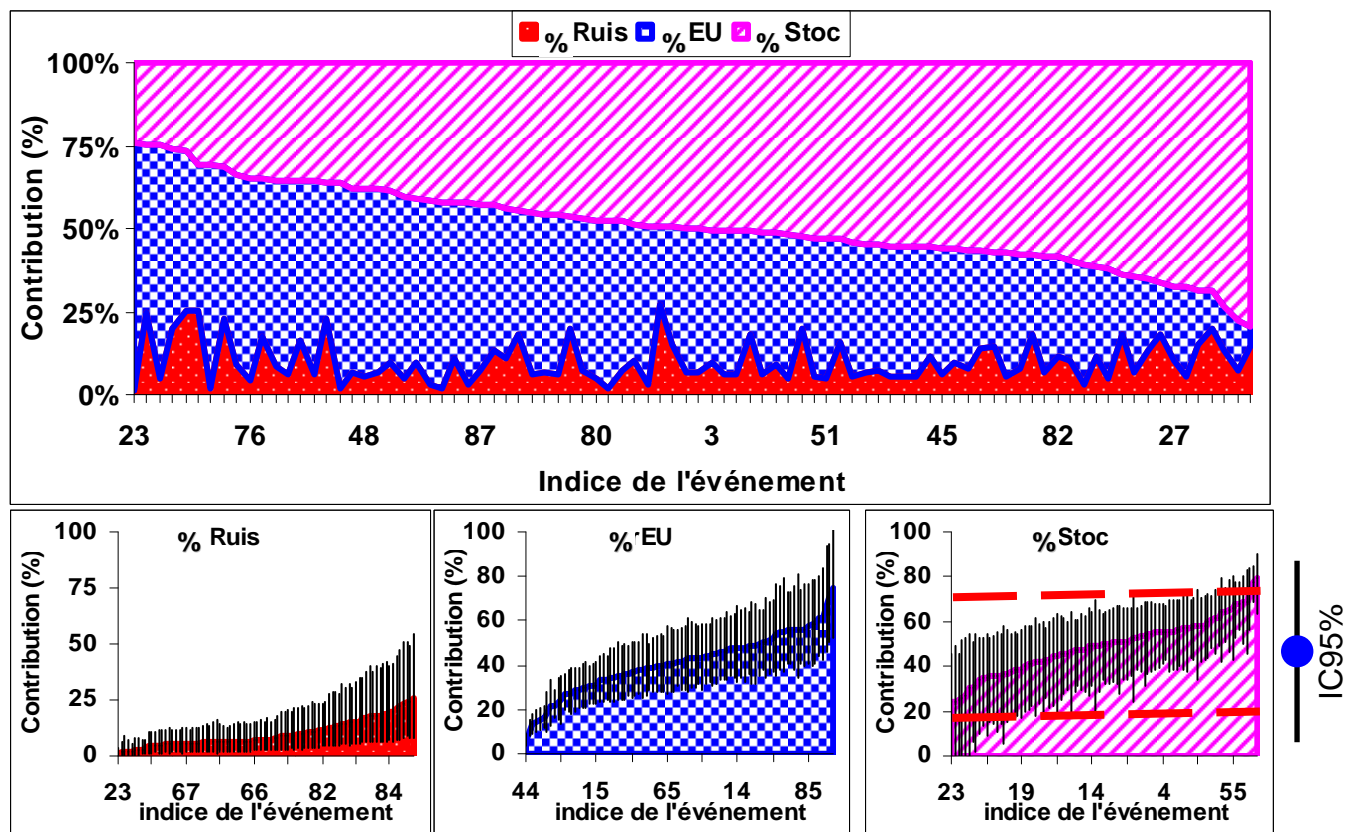 % Ruis % EU % Stoc
100%
75%
50%
25%
0%
Contribution (%)
23 76 48 87 80 3 51 45 82 27
Indice de l'événement
% Ruis
100
75
50
25
0
Contribution (%)
23 67 66 82 84
indice de l'événement
% EU
100
80
60
40
20
0
Contribution (%)
44 15 65 14 85
indice de l'événement
% Stoc
100
80
60
40
20
0
Contribution (%)
23 19 14 4 55
indice de l'événement
IC95%